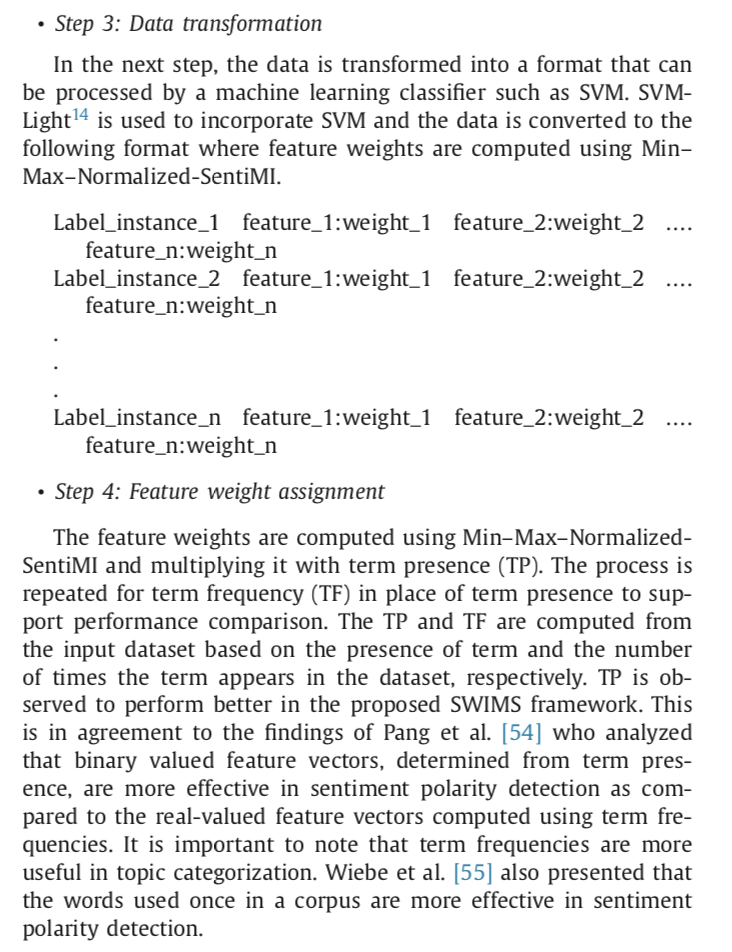 • Step 3: Data transformation
In the next step, the data is transformed into a format that can
be processed by a machine learning classifier such as SVM. SVM-
Light14 is used to incorporate SVM and the data is converted to the
following format where feature weights are computed using Min–
Max–Normalized-SentiMI.
Label_instance_1 feature_1:weight_1 feature_2:weight_2 ....
feature_n:weight_n
Label_instance_2 feature_1:weight_1 feature_2:weight_2 ....
feature_n:weight_n
.
.
.
Label_instance_n feature_1:weight_1 feature_2:weight_2 ....
feature_n:weight_n
• Step 4: Feature weight assignment
The feature weights are computed using Min–Max–Normalized-
SentiMI and multiplying it with term presence (TP). The process is
repeated for term frequency (TF) in place of term presence to sup-
port performance comparison. The TP and TF are computed from
the input dataset based on the presence of term and the number
of times the term appears in the dataset, respectively. TP is ob-
served to perform better in the proposed SWIMS framework. This
is in agreement to the findings of Pang et al. [54] who analyzed
that binary valued feature vectors, determined from term pres-
ence, are more effective in sentiment polarity detection as com-
pared to the real-valued feature vectors computed using term fre-
quencies. It is important to note that term frequencies are more
useful in topic categorization. Wiebe et al. [55] also presented that
the words used once in a corpus are more effective in sentiment
polarity detection.